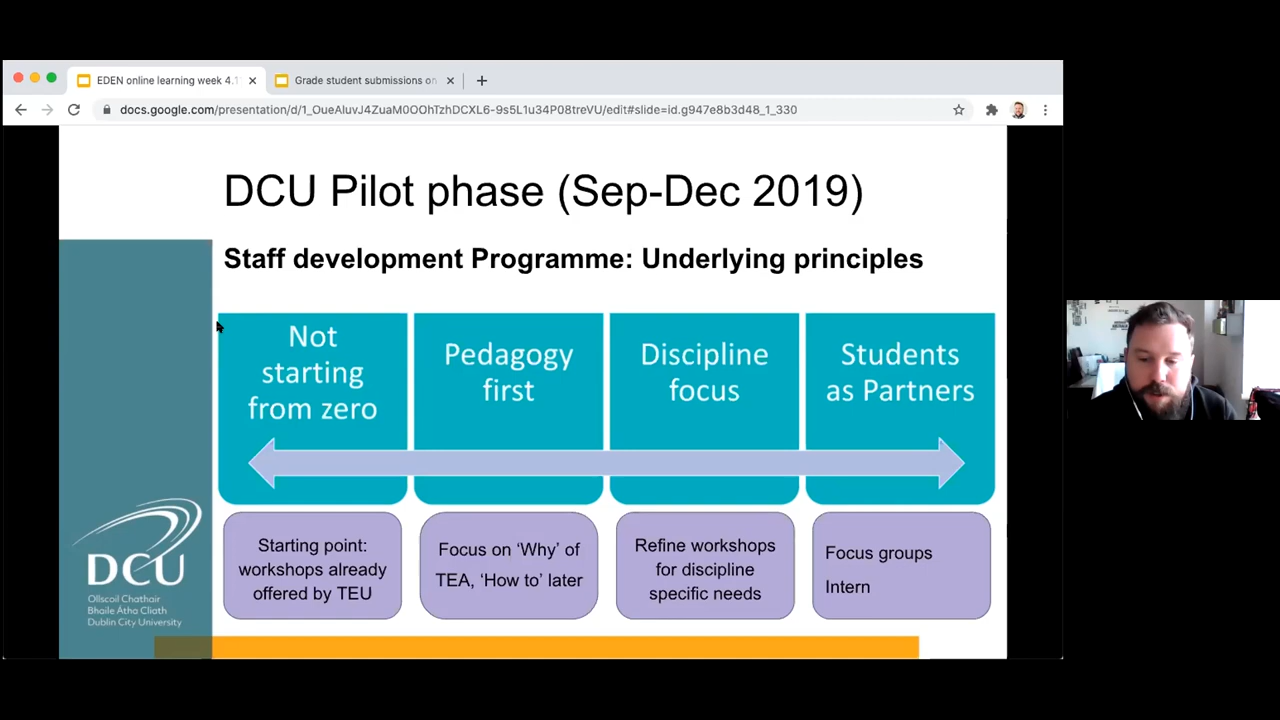 EDEN online learning week 4.1
Grade student submissions on
docs.google.com/presentation/d/1_OueAluvJ4ZuaM0OOhTzhDCXL6-9s5L1u34P08treVU/edit#slide=id.g947e8b3d48_1_330
DCU Pilot phase (Sep-Dec 2019)
Staff development Programme: Underlying principles
Not
starting
from zero
Pedagogy
first
Discipline
focus
Students
as Partners
Starting point:
workshops already
offered by TEU
Focus on ‘Why’ of
TEA, ‘How to’ later
Refine workshops
for discipline
specific needs
Focus groups
Intern
DCU
Ollscoil Chathair
Bhaile Átha Cliath
Dublin City University